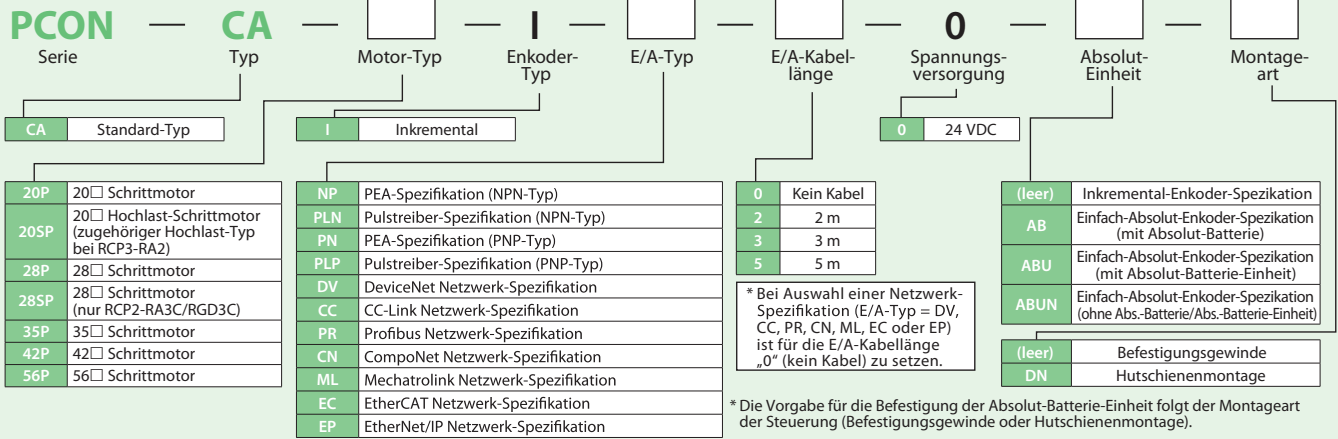 PCON — CA — — I — — — 0 — —
Serie
Typ
Motor-Typ
Enkoder-
Typ
E/A-Typ
E/A-Kabel-
länge
Spannungs-
versorgung
Absolut-
Einheit
Montage-
art
CA Standard-Typ
I Inkremental
0 24 VDC
20P 20□ Schrittmotor
20SP 20□ Hochlast-Schrittmotor
(zugehöriger Hochlast-Typ
bei RCP3-RA2)
28P 28□ Schrittmotor
28SP 28□ Schrittmotor
(nur RCP2-RA3C/RGD3C)
35P 35□ Schrittmotor
42P 42□ Schrittmotor
56P 56□ Schrittmotor
NP PEA-Spezifikation (NPN-Typ)
PLN Pulstreiber-Spezifikation (NPN-Typ)
PN PEA-Spezifikation (PNP-Typ)
PLP Pulstreiber-Spezifikation (PNP-Typ)
DV DeviceNet Netzwerk-Spezifikation
CC CC-Link Netzwerk-Spezifikation
PR Profibus Netzwerk-Spezifikation
CN CompoNet Netzwerk-Spezifikation
ML Mechatrolink Netzwerk-Spezifikation
EC EtherCAT Netzwerk-Spezifikation
EP EtherNet/IP Netzwerk-Spezifikation
0 Kein Kabel
2 2 m
3 3 m
5 5 m
* Bei Auswahl einer Netzwerk-
Spezifikation (E/A-Typ = DV,
CC, PR, CN, ML, EC oder EP)
ist für die E/A-Kabellänge
„0“ (kein Kabel) zu setzen.
(leer) Inkremental-Enkoder-Spezikation
AB Einfach-Absolut-Enkoder-Spezikation
(mit Absolut-Batterie)
ABU Einfach-Absolut-Enkoder-Spezikation
(mit Absolut-Batterie-Einheit)
ABUN Einfach-Absolut-Enkoder-Spezikation
(ohne Abs.-Batterie/Abs.-Batterie-Einheit)
(leer) Befestigungsgewinde
DN Hutschienenmontage
* Die Vorgabe für die Befestigung der Absolut-Batterie-Einheit folgt der Montageart
der Steuerung (Befestigungsgewinde oder Hutschienenmontage).